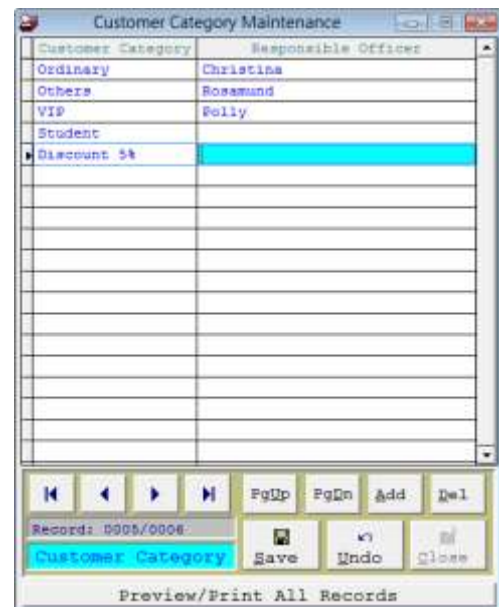 Customer Category Maintenance
Customer Category Responsible Officer
Ordinary Christina
Others Rosamund
VIP Polly
Student
Discount 5%
PgUp PgDn Add Del
Record: 0005/0006
Customer Category Save Undo Close
Preview/Print All Records